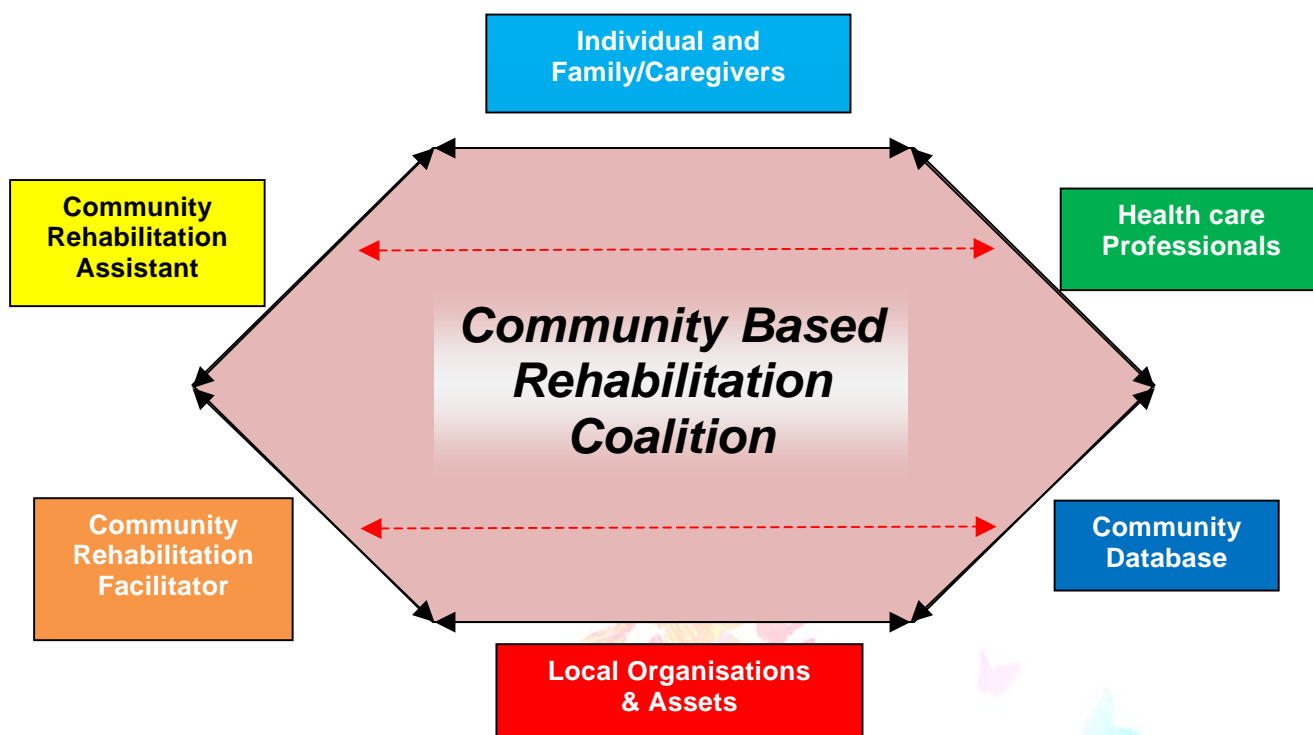 Individual and
Family/Caregivers
Community
Rehabilitation
Assistant
Health care
Professionals
Community Based
Rehabilitation
Coalition
Community
Rehabilitation
Facilitator
Community
Database
Local Organisations
& Assets